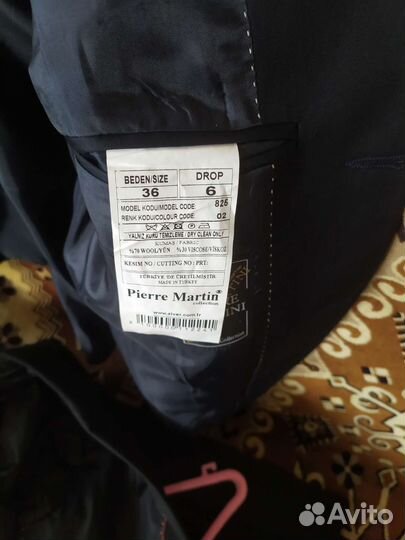 BEDEN/SIZE DROP
36 6
MODEL KODU/MODEL CODE: 825
RENK KODU/COLOUR CODE: 02
YALNIZ KURU TEMİZLEME / DRY CLEAN ONLY
KUMAŞ / FABRIC
%70 WOOL/YÜN %30 VISCOSE/VİSKOZ
KESIM NO / CUTTING NO: PRT:
TÜRKİYE'DE ÜRETİLMİŞTİR
MADE IN TURKEY
Pierre Martin
collection
www.siver.com.tr
Avito